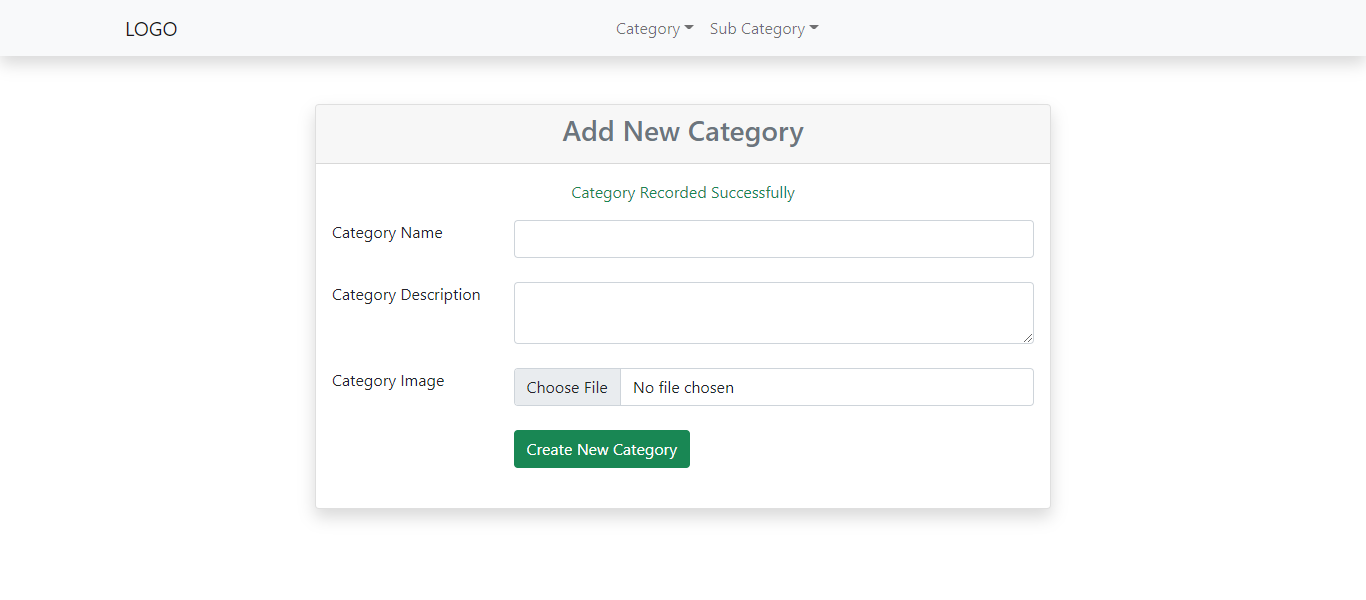 LOGO
Category
Sub Category
Add New Category
Category Recorded Successfully
Category Name
Category Description
Category Image
Choose File No file chosen
Create New Category